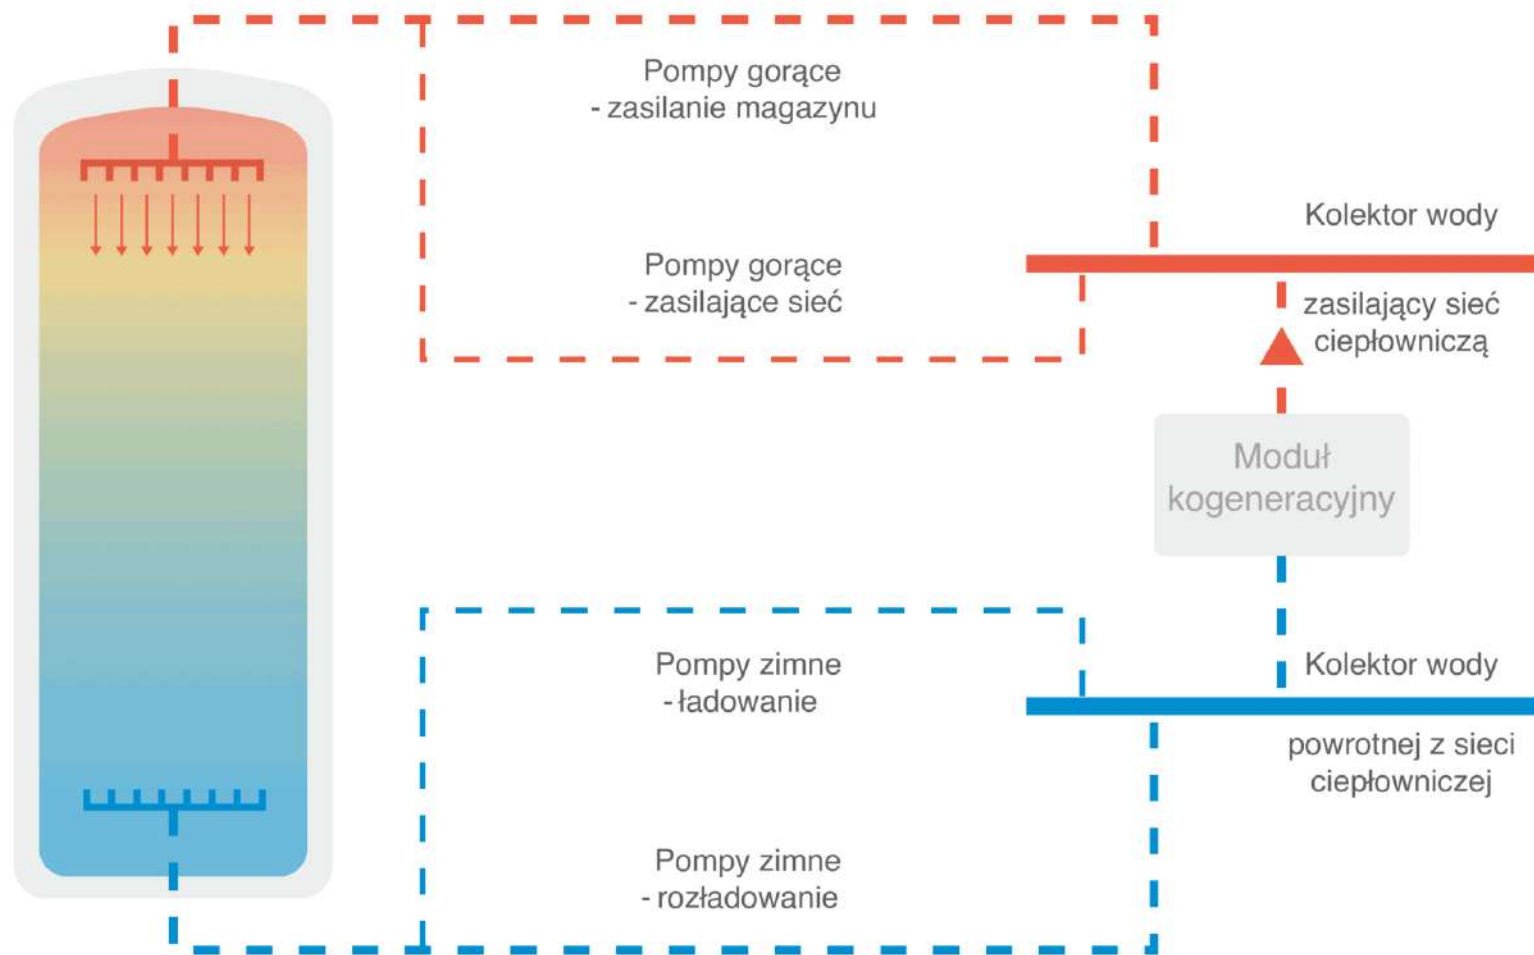 Pompy gorące
- zasilanie magazynu
Pompy gorące
- zasilające sieć
Kolektor wody
zasilający sieć
ciepłowniczą
Moduł
kogeneracyjny
Pompy zimne
- ładowanie
Kolektor wody
powrotnej z sieci
ciepłowniczej
Pompy zimne
- rozładowanie